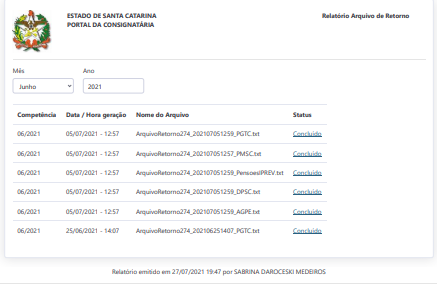 ESTADO DE SANTA CATARINA
PORTAL DA CONSIGNATÁRIA
Relatório Arquivo de Retorno
Mês Ano
Junho 2021
Competência Data / Hora geração Nome do Arquivo Status
06/2021 05/07/2021 - 12:57 ArquivoRetorno274_202107051259_PGTC.txt Concluído
06/2021 05/07/2021 - 12:57 ArquivoRetorno274_202107051257_PMSC.txt Concluído
06/2021 05/07/2021 - 12:57 ArquivoRetorno274_202107051259_PensoesIPREV.txt Concluído
06/2021 05/07/2021 - 12:57 ArquivoRetorno274_202107051259_DPSC.txt Concluído
06/2021 05/07/2021 - 12:57 ArquivoRetorno274_202107051259_AGPE.txt Concluído
06/2021 25/06/2021 - 14:07 ArquivoRetorno274_202106251407_PGTC.txt Concluído
Relatório emitido em 27/07/2021 19:47 por SABRINA DAROCESKI MEDEIROS